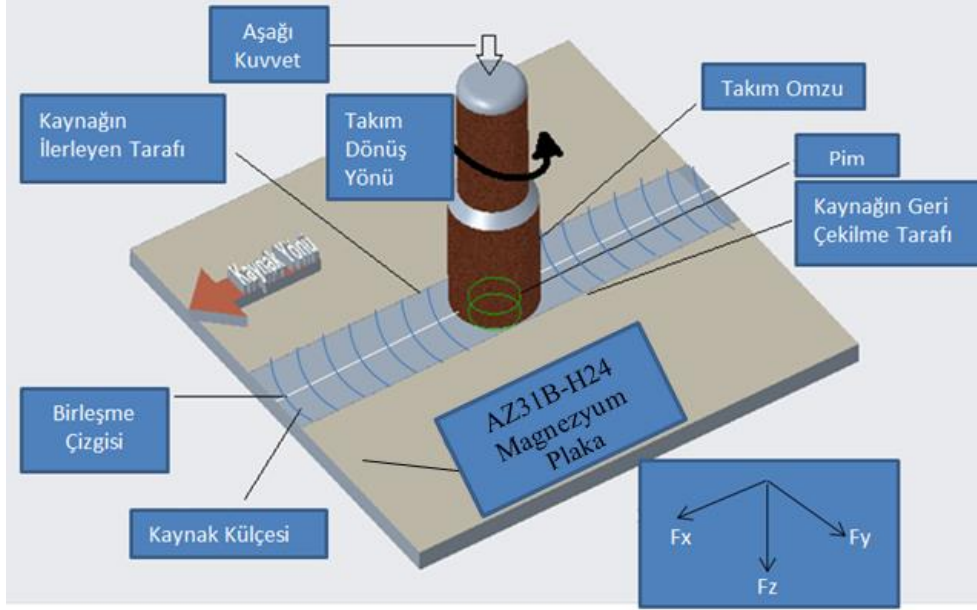 Aşağı
Kuvvet
Takım Omzu
Kaynağın
İlerleyen Tarafı
Takım
Dönüş
Yönü
Pim
Kaynağın Geri
Çekilme Tarafı
Kaynak Yönü
Birleşme
Çizgisi
AZ31B-H24
Magnezyum
Plaka
Kaynak Külçesi
Fx
Fy
Fz